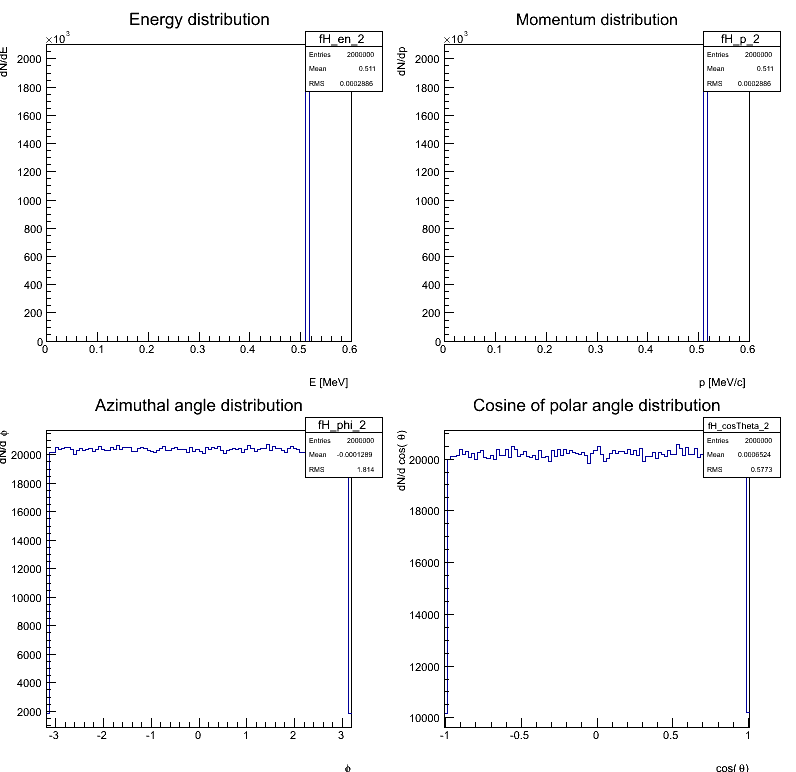 Energy distribution
dN/dE
×10³
fH_en_2
Entries 2000000
Mean 0.511
RMS 0.0002886
2000
1800
1600
1400
1200
1000
800
600
400
200
0
0 0.1 0.2 0.3 0.4 0.5 0.6
E [MeV]
Momentum distribution
dN/dp
×10³
fH_p_2
Entries 2000000
Mean 0.511
RMS 0.0002886
2000
1800
1600
1400
1200
1000
800
600
400
200
0
0 0.1 0.2 0.3 0.4 0.5 0.6
p [MeV/c]
Azimuthal angle distribution
dN/d ϕ
fH_phi_2
Entries 2000000
Mean -0.0001289
RMS 1.814
20000
18000
16000
14000
12000
10000
8000
6000
4000
2000
-3 -2 -1 0 1 2 3
ϕ
Cosine of polar angle distribution
dN/d cos( θ)
fH_cosTheta_2
Entries 2000000
Mean 0.0006524
RMS 0.5773
20000
18000
16000
14000
12000
10000
-1 -0.5 0 0.5 1
cos( θ)